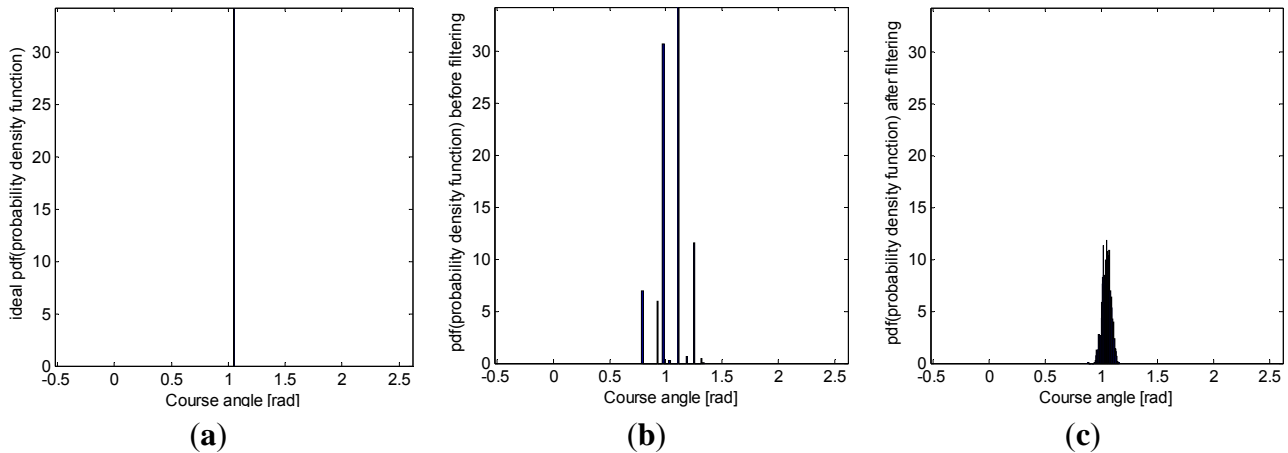 ideal pdf(probability density function)
30
25
20
15
10
5
0
-0.5 0 0.5 1 1.5 2 2.5
Course angle [rad]
(a)
pdf(probability density function) before filtering
30
25
20
15
10
5
0
-0.5 0 0.5 1 1.5 2 2.5
Course angle [rad]
(b)
pdf(probability density function) after filtering
30
25
20
15
10
5
0
-0.5 0 0.5 1 1.5 2 2.5
Course angle [rad]
(c)